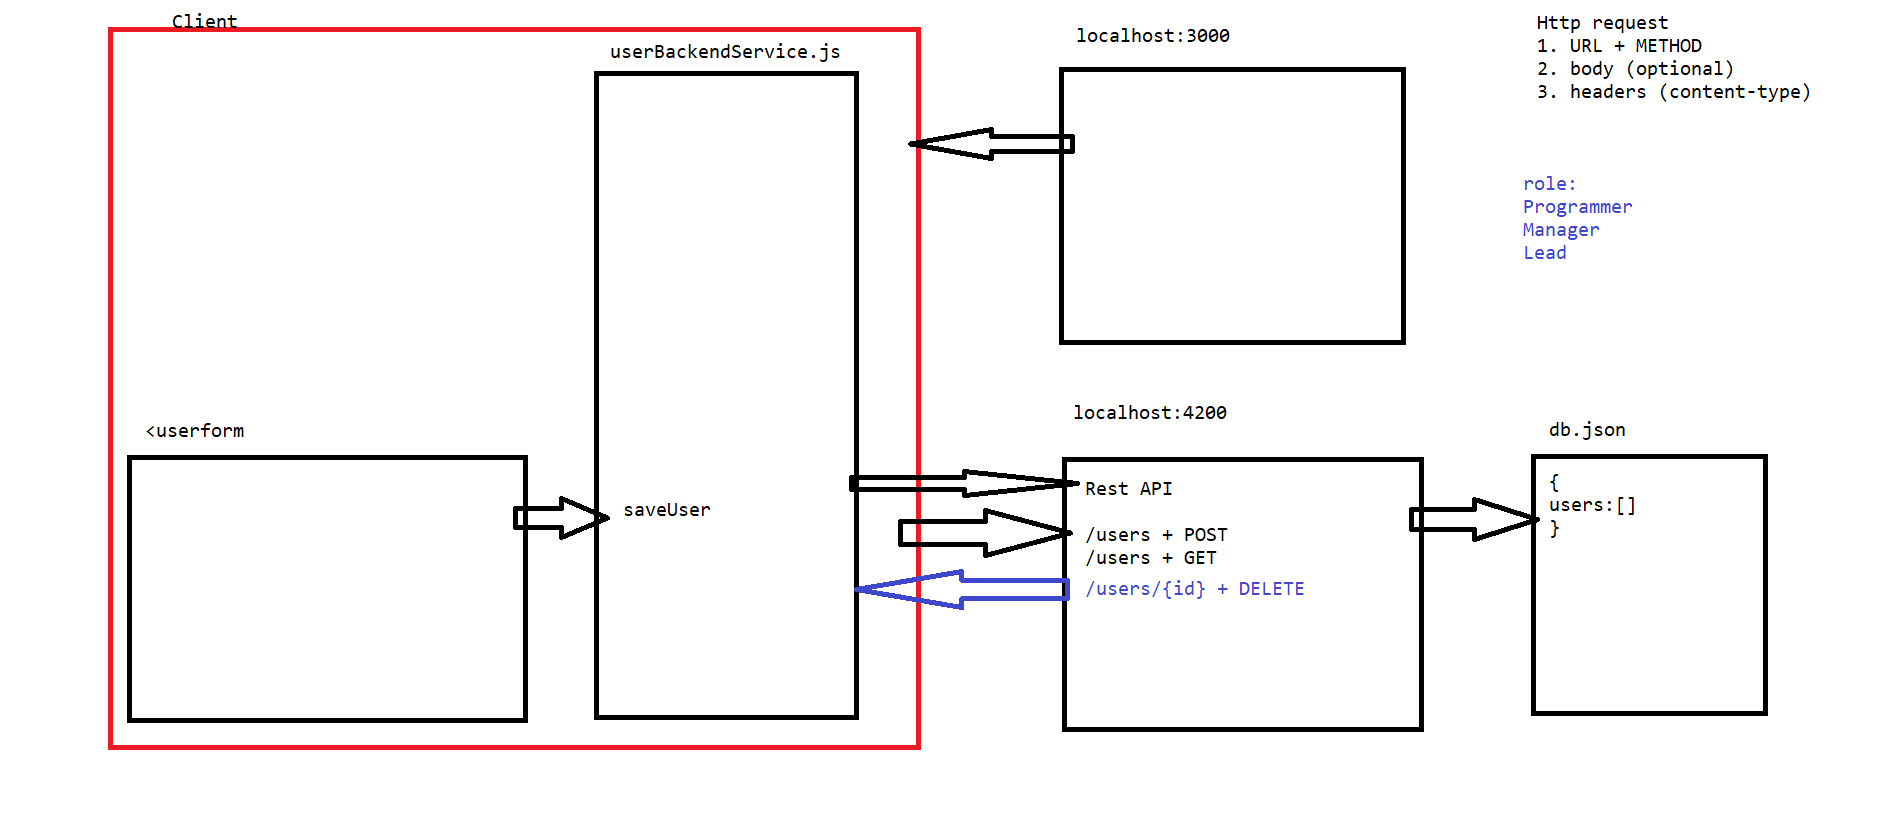 Client
userBackendService.js
localhost:3000
Http request
1. URL + METHOD
2. body (optional)
3. headers (content-type)
role:
Programmer
Manager
Lead
<userform
saveUser
localhost:4200
Rest API
/users + POST
/users + GET
/users/{id} + DELETE
db.json
{
users:[]
}